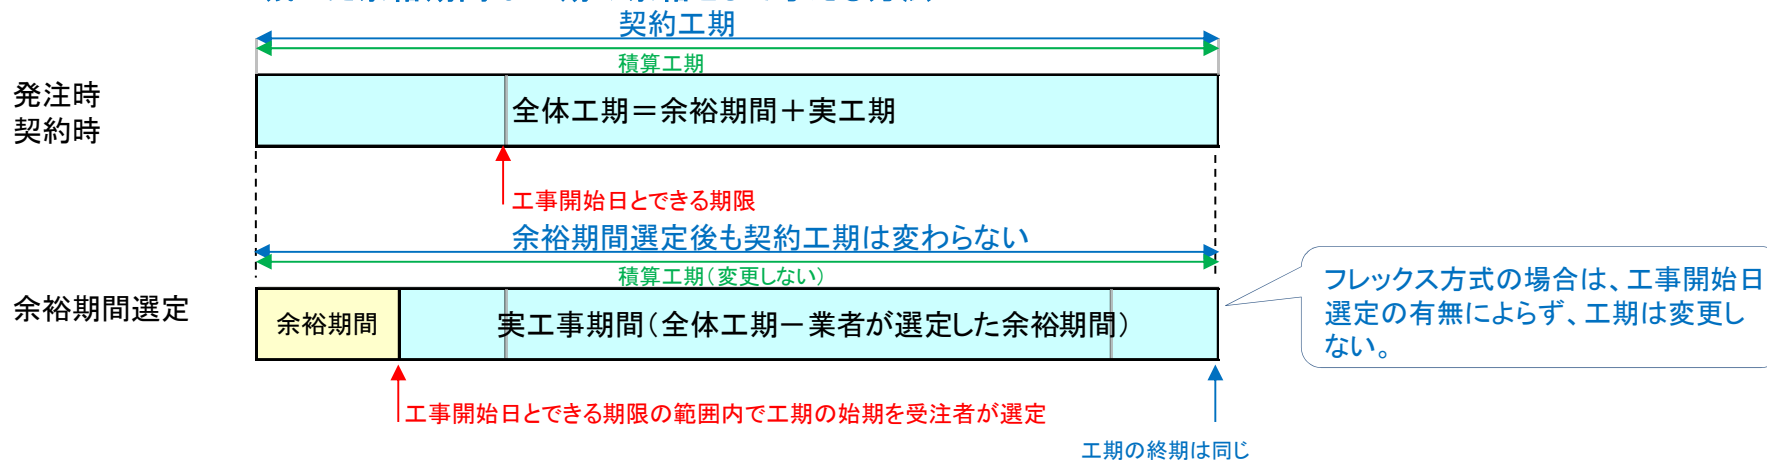 契約工期
積算工期
発注時
契約時
全体工期＝余裕期間＋実工期
工事開始日とできる期限
余裕期間選定後も契約工期は変わらない
積算工期（変更しない）
余裕期間選定
余裕期間
実工事期間（全体工期－業者が選定した余裕期間）
フレックス方式の場合は、工事開始日
選定の有無によらず、工期は変更し
ない。
工事開始日とできる期限の範囲内で工期の始期を受注者が選定
工期の終期は同じ